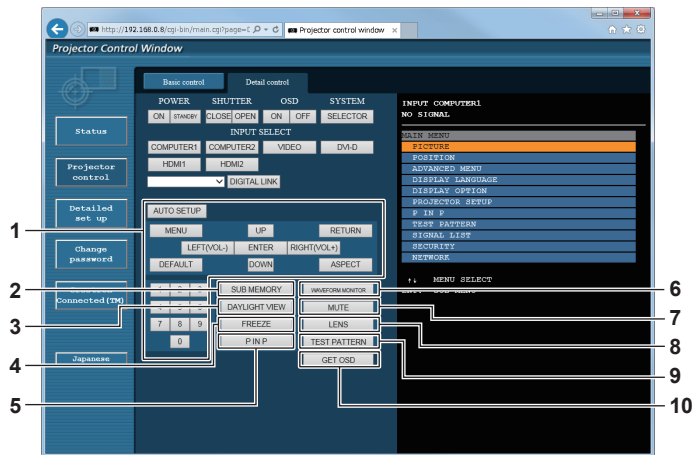 http://192.168.8.8/cgi-bin/main.cgi?page=C
Projector control window ×
Projector Control Window
Basic control Detail control
POWER SHUTTER OSD SYSTEM
ON STANDBY CLOSE OPEN ON OFF SELECTOR
INPUT SELECT
COMPUTER1 COMPUTER2 VIDEO DVI-D
HDMI1 HDMI2
DIGITAL LINK
AUTO SETUP
MENU UP RETURN
LEFT(VOL-) ENTER RIGHT(VOL+)
DEFAULT DOWN ASPECT
SUB MEMORY WAVEFORM MONITOR
DAYLIGHT VIEW MUTE
7 8 9 FREEZE LENS
0 P IN P TEST PATTERN
GET OSD
Status
Projector
control
Detailed
set up
Change
password
Connected(TM)
Japanese
INPUT COMPUTER1
NO SIGNAL
MAIN MENU
PICTURE
POSITION
ADVANCED MENU
DISPLAY LANGUAGE
DISPLAY OPTION
PROJECTOR SETUP
P IN P
TEST PATTERN
SIGNAL LIST
SECURITY
NETWORK
↑↓ MENU SELECT
1
2
3
4
5
6
7
8
9
10